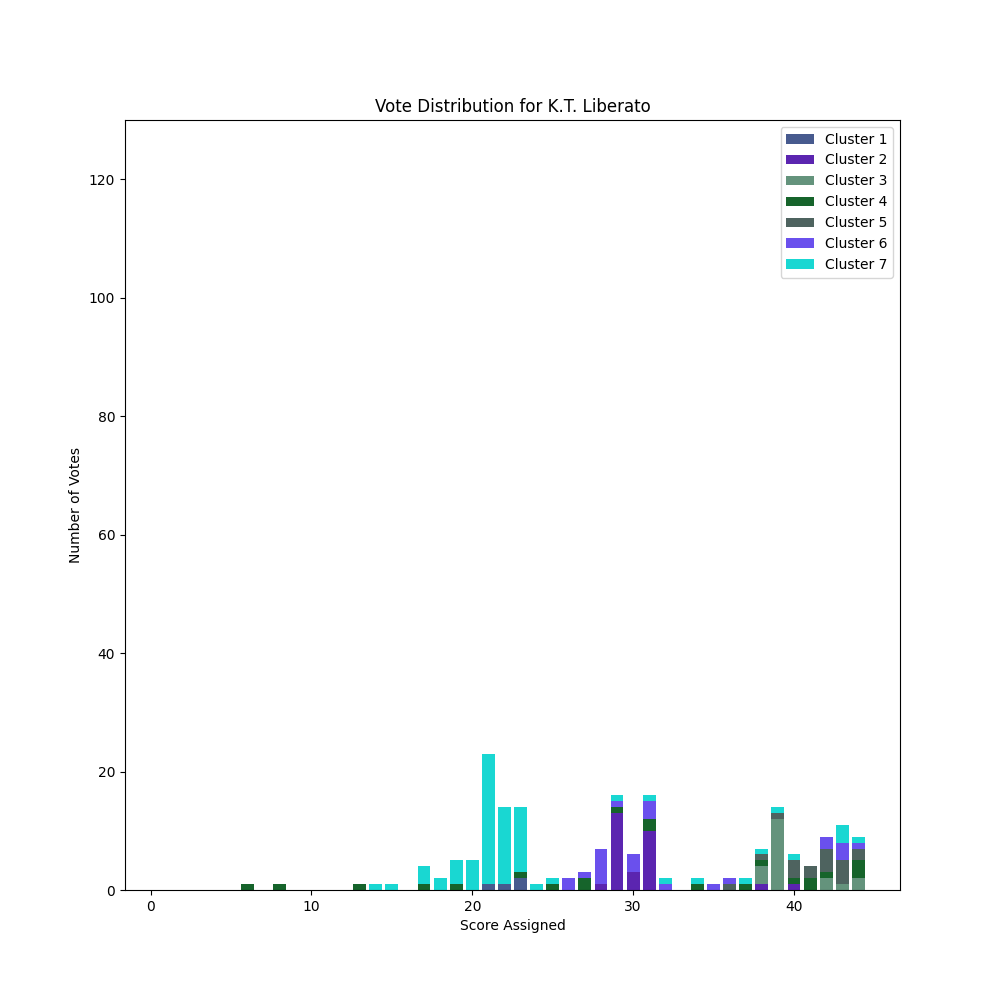 Vote Distribution for K.T. Liberato
Cluster 1
Cluster 2
Cluster 3
Cluster 4
Cluster 5
Cluster 6
Cluster 7
120
100
80
60
40
20
0
Number of Votes
0 10 20 30 40
Score Assigned